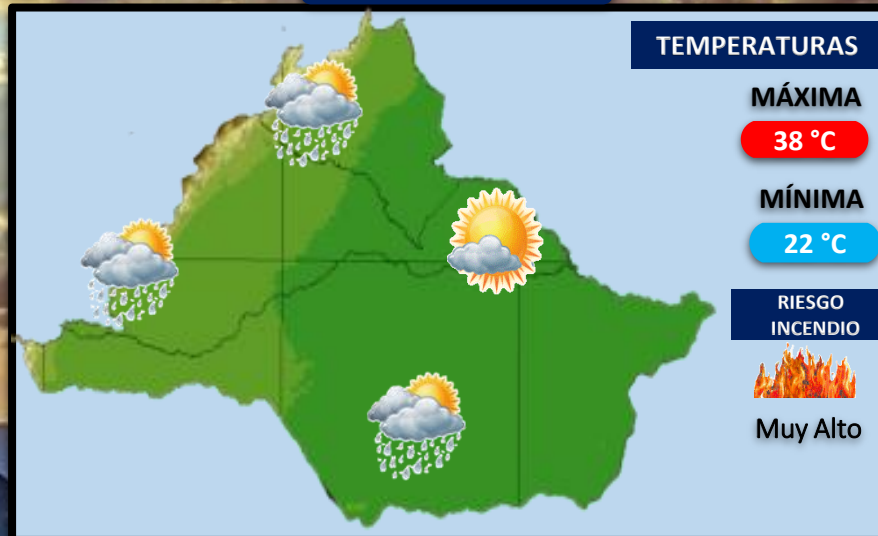 TEMPERATURAS
MÁXIMA
38 °C
MÍNIMA
22 °C
RIESGO
INCENDIO
Muy Alto